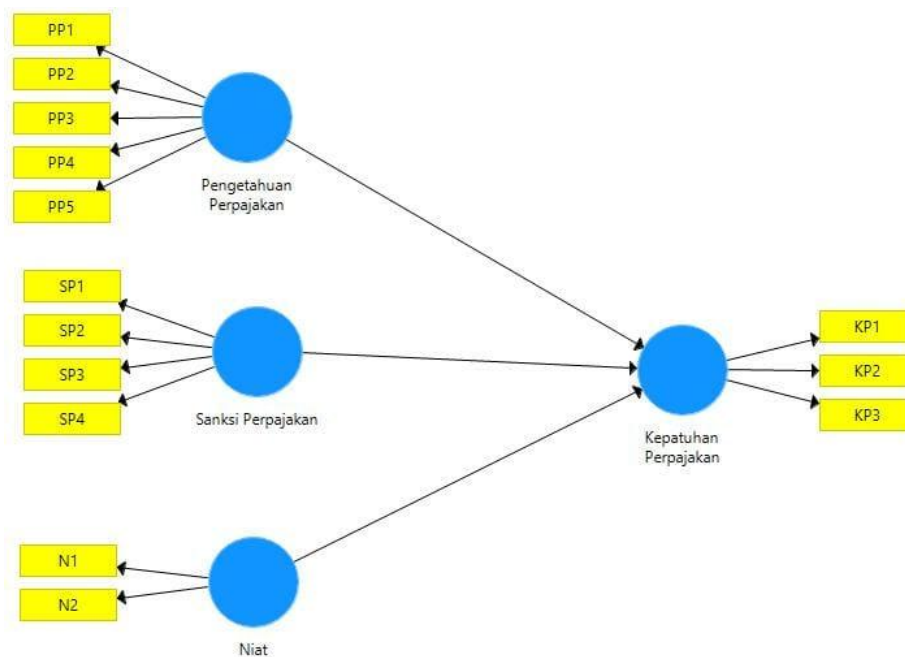 PP1
PP2
PP3
PP4
PP5
Pengetahuan
Perpajakan
SP1
SP2
SP3
SP4
Sanksi Perpajakan
N1
N2
Niat
KP1
KP2
KP3
Kepatuhan
Perpajakan